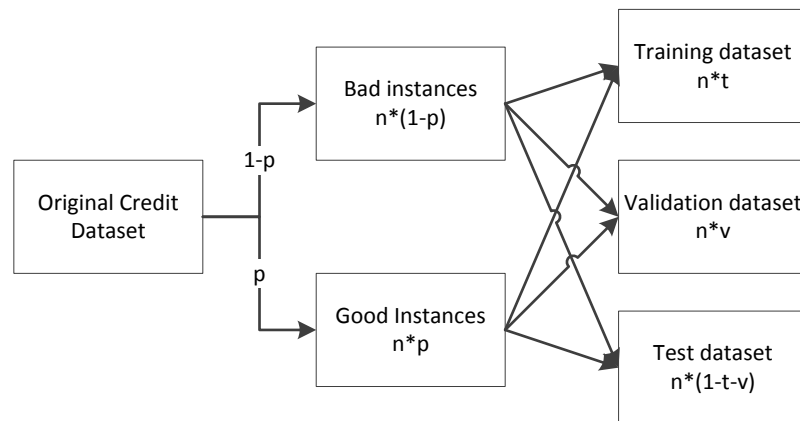 Original Credit
Dataset
1-p
p
Bad instances
n*(1-p)
Good Instances
n*p
Training dataset
n*t
Validation dataset
n*v
Test dataset
n*(1-t-v)